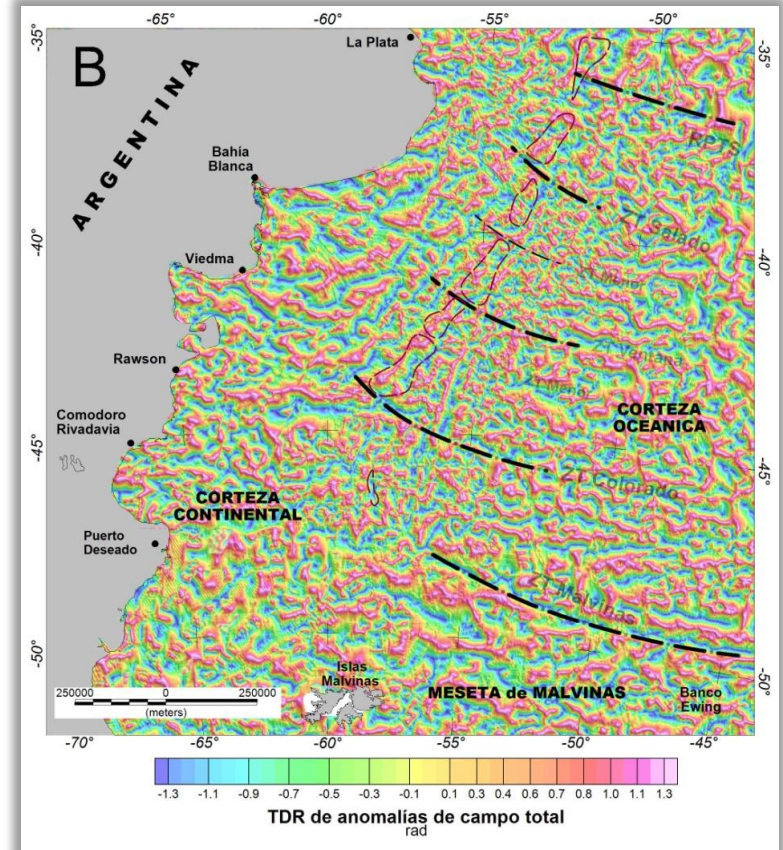 -65°
-60°
-55°
-50°
-35°
-35°
B
La Plata
ARGENTINA
RPTS
Bahía
Blanca
ZT Salado
-40°
-40°
Viedma
ZT Menor
ZT Ventana
Rawson
ZT Menor
CORTEZA
OCEANICA
Comodoro
Rivadavia
-45°
-45°
ZT Colorado
CORTEZA
CONTINENTAL
Puerto
Deseado
ZT Malvinas
-50°
-50°
Islas
Malvinas
MESETA de MALVINAS
Banco
Ewing
250000 0 250000
(meters)
-70°
-65°
-60°
-55°
-50°
-45°
-1.3 -1.1 -0.9 -0.7 -0.5 -0.3 -0.1 0.1 0.3 0.4 0.6 0.7 0.8 1.0 1.1 1.3
TDR de anomalías de campo total
rad